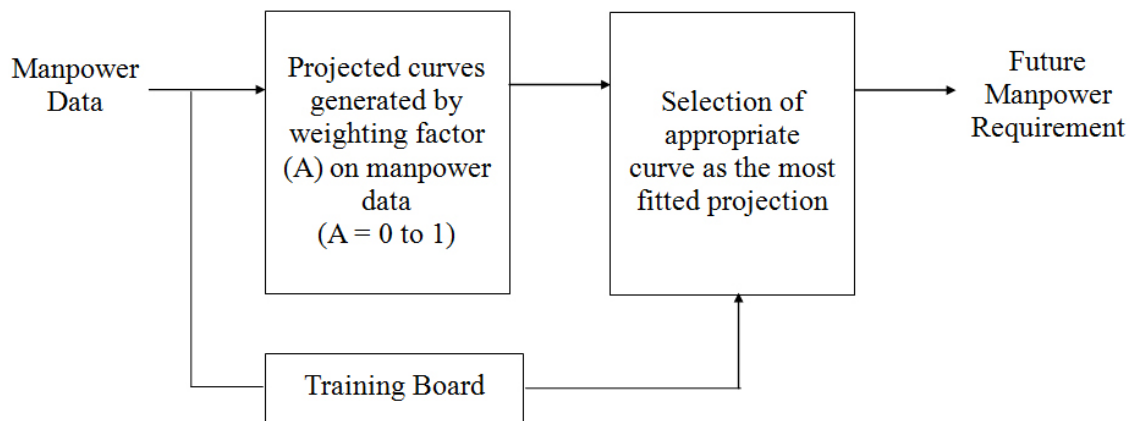 Manpower
Data
Projected curves
generated by
weighting factor
(A) on manpower
data
(A = 0 to 1)
Selection of
appropriate
curve as the most
fitted projection
Future
Manpower
Requirement
Training Board